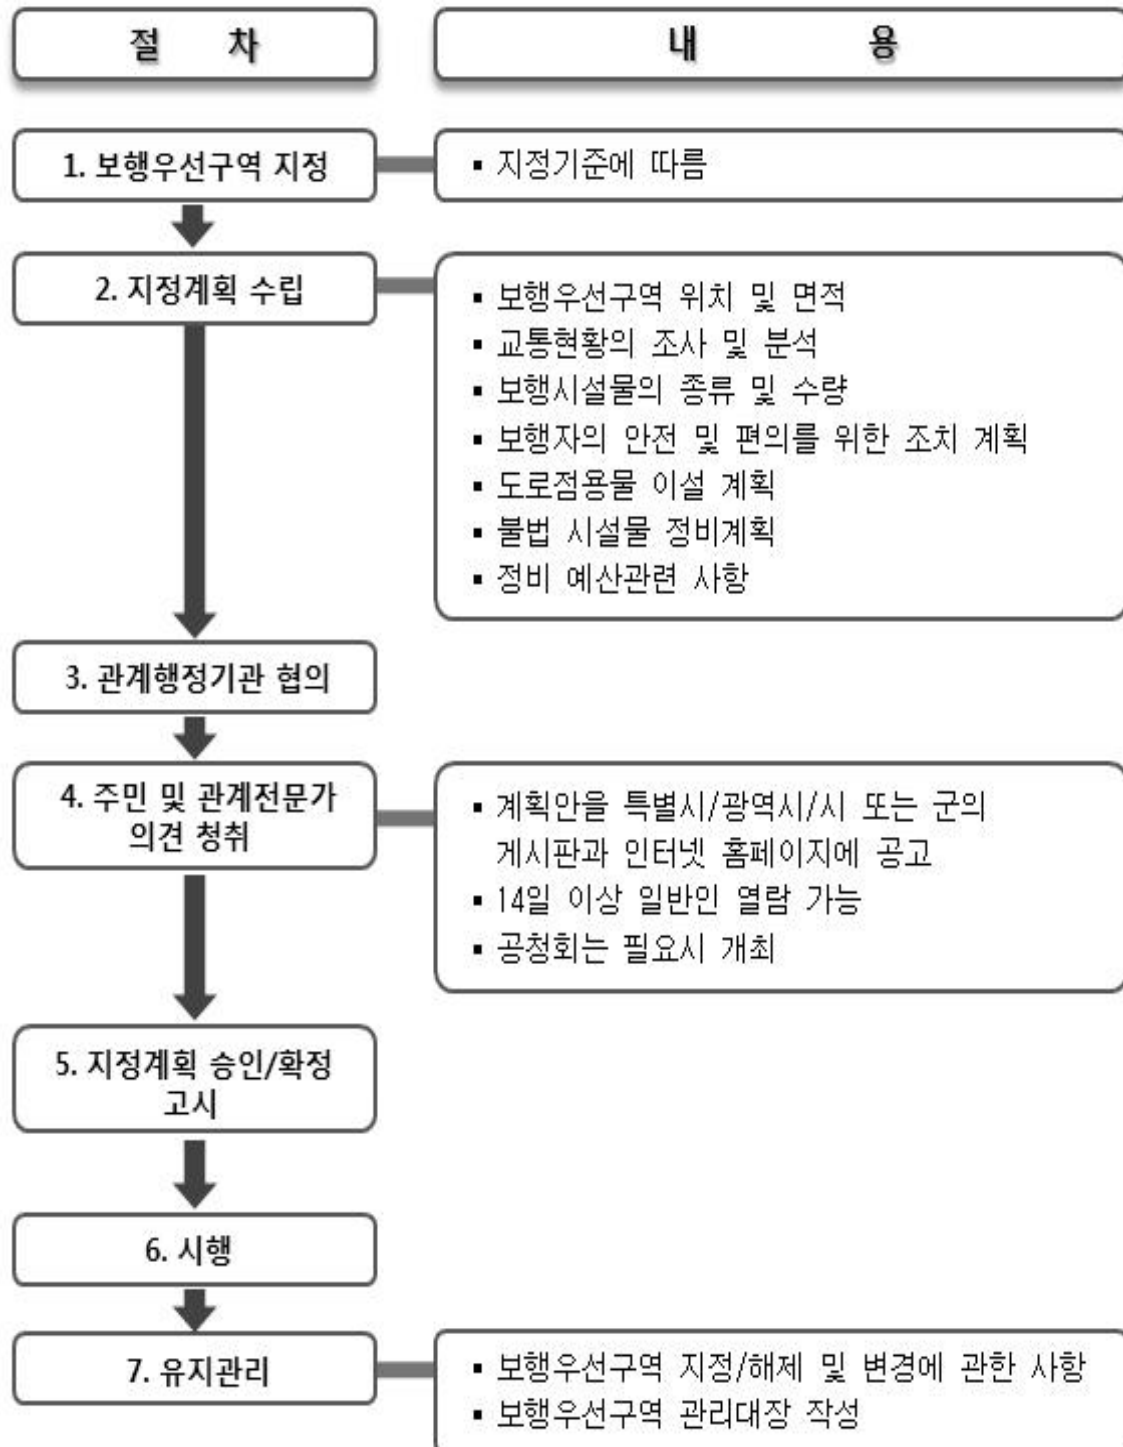 절 차
내 용
1. 보행우선구역 지정
▪ 지정기준에 따름
2. 지정계획 수립
▪ 보행우선구역 위치 및 면적
▪ 교통현황의 조사 및 분석
▪ 보행시설물의 종류 및 수량
▪ 보행자의 안전 및 편의를 위한 조치 계획
▪ 도로점용물 이설 계획
▪ 불법 시설물 정비계획
▪ 정비 예산관련 사항
3. 관계행정기관 협의
4. 주민 및 관계전문가
의견 청취
▪ 계획안을 특별시/광역시/시 또는 군의
게시판과 인터넷 홈페이지에 공고
▪ 14일 이상 일반인 열람 가능
▪ 공청회는 필요시 개최
5. 지정계획 승인/확정
고시
6. 시행
7. 유지관리
▪ 보행우선구역 지정/해제 및 변경에 관한 사항
▪ 보행우선구역 관리대장 작성